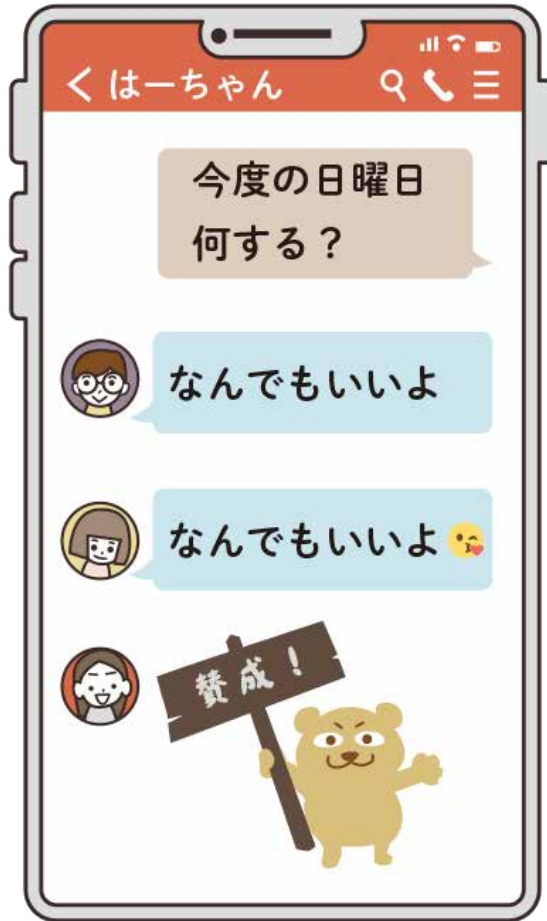 はーちゃん
今度の日曜日
何する？
なんでもいいよ
なんでもいいよ😘
賛成！